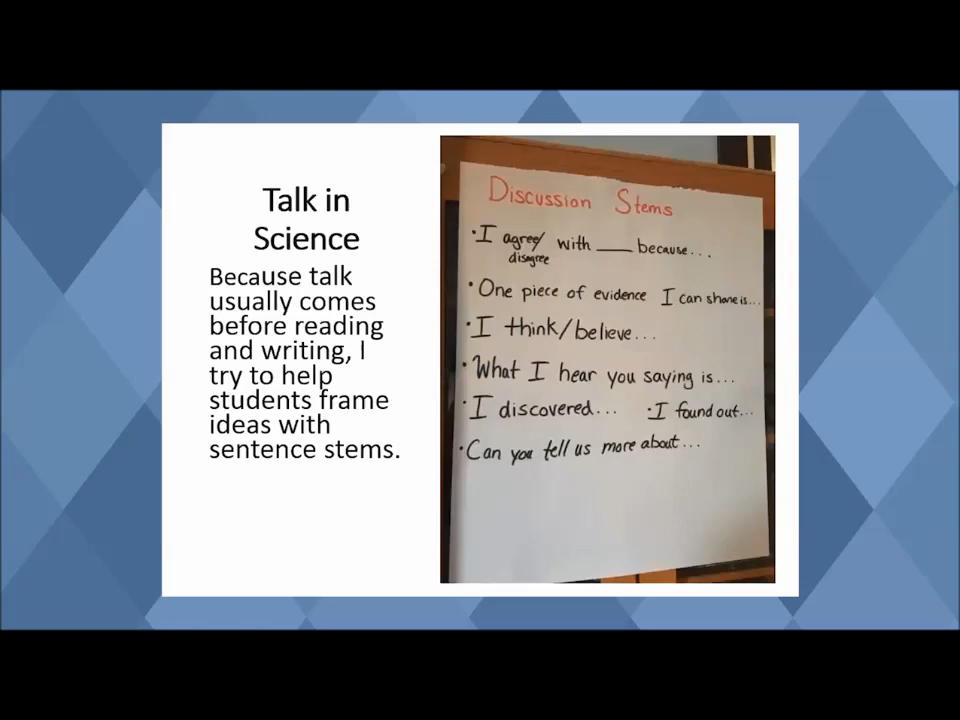 Talk in
Science
Because talk
usually comes
before reading
and writing, I
try to help
students frame
ideas with
sentence stems.
Discussion Stems
• I agree/ with ____ because...
disagree
• One piece of evidence I can share is...
• I think/believe...
• What I hear you saying is...
• I discovered... • I found out...
• Can you tell us more about...